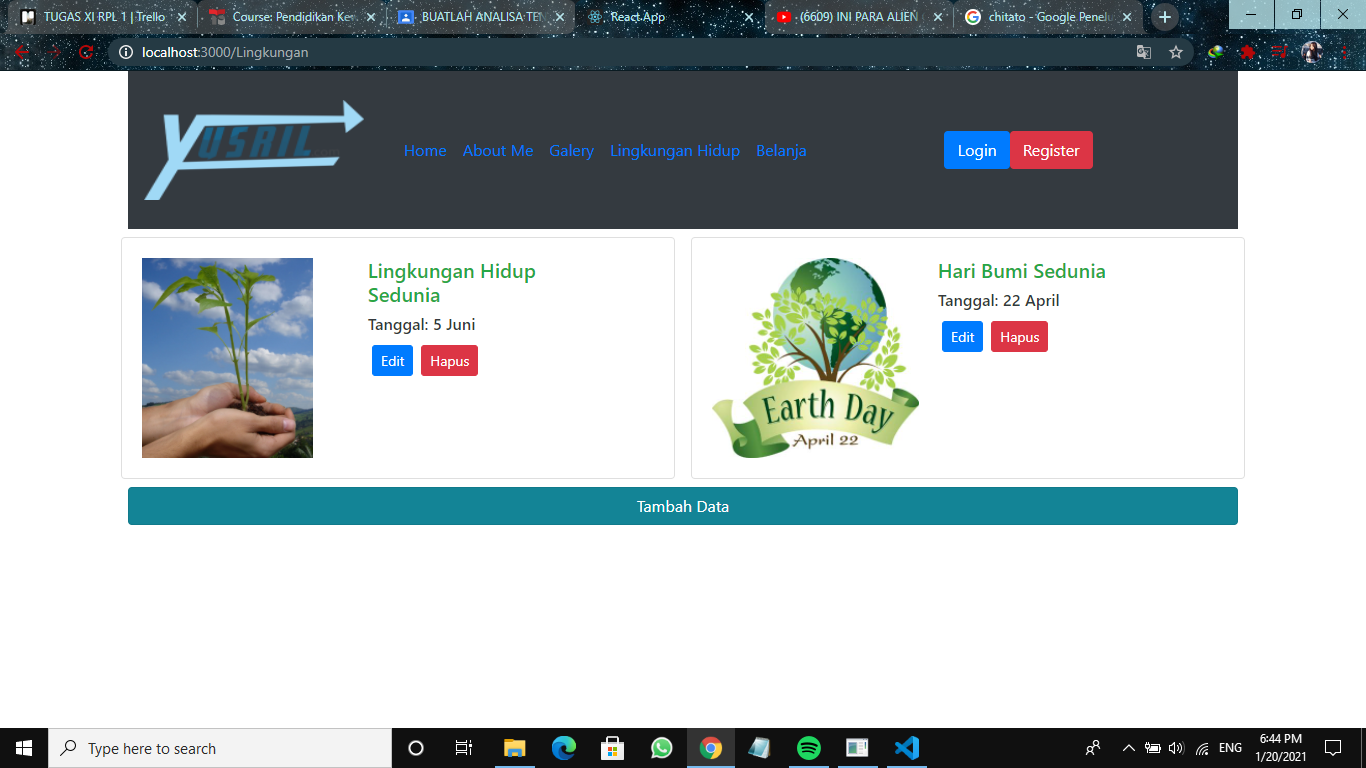 TUGAS XI RPL 1 | Trello
Course: Pendidikan Kew
BUATLAH ANALISA TEN
React App
(6609) INI PARA ALIEN
chitato - Google Penelu
localhost:3000/Lingkungan
YUSRIL
Home
About Me
Galery
Lingkungan Hidup
Belanja
Login
Register
Lingkungan Hidup
Sedunia
Tanggal: 5 Juni
Edit
Hapus
Earth Day
April 22
Hari Bumi Sedunia
Tanggal: 22 April
Edit
Hapus
Tambah Data
Type here to search
ENG
6:44 PM
1/20/2021